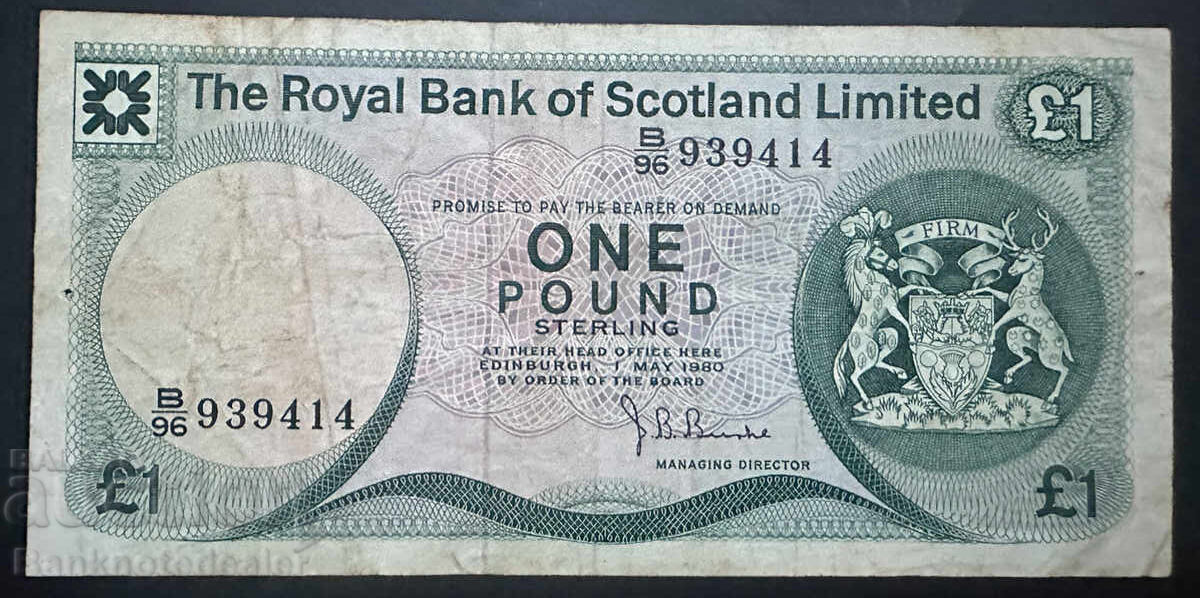 The Royal Bank of Scotland Limited
£1
B/96 939414
PROMISE TO PAY THE BEARER ON DEMAND
ONE
POUND
STERLING
AT THEIR HEAD OFFICE HERE
EDINBURGH, 1 MAY 1980
BY ORDER OF THE BOARD
FIRM
B/96 939414
J. B. Burke
MANAGING DIRECTOR
£1
£1
Banknotodealer